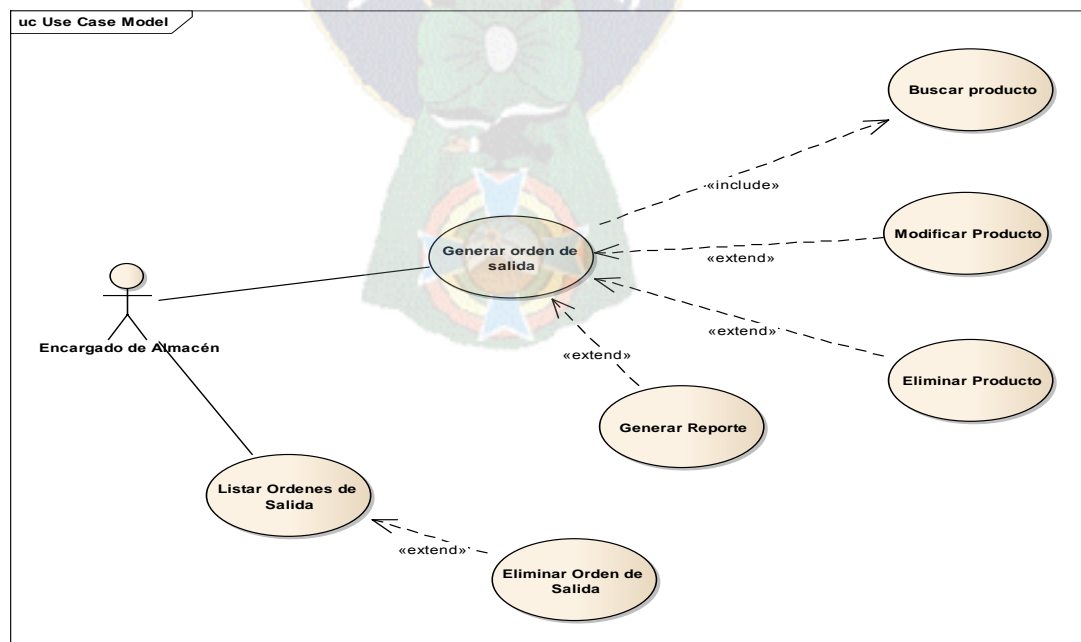 uc Use Case Model
Buscar producto
«include»
Modificar Producto
Generar orden de
salida
«extend»
Encargado de Almacén
«extend»
«extend»
Eliminar Producto
Generar Reporte
Listar Ordenes de
Salida
«extend»
Eliminar Orden de
Salida